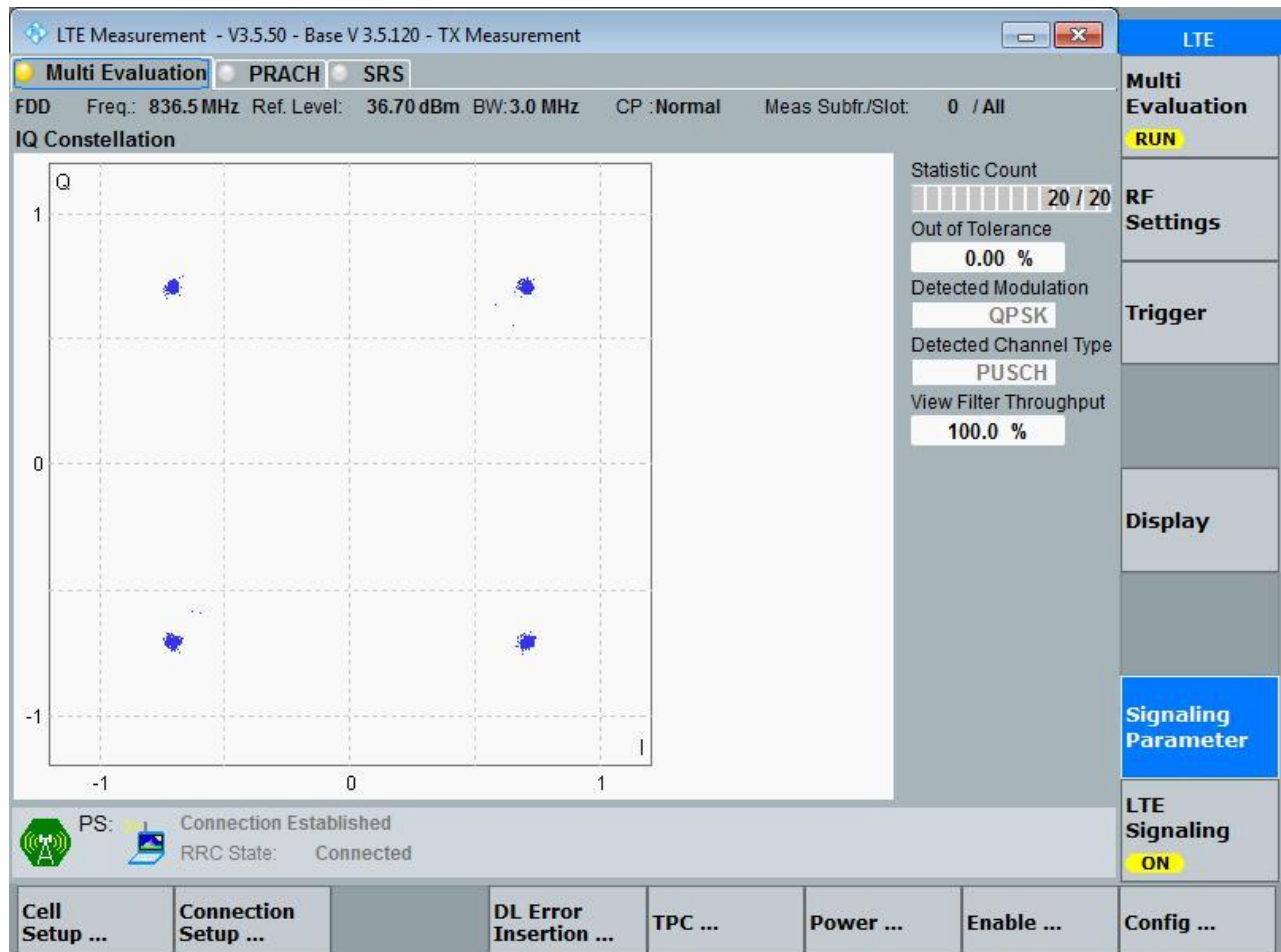 LTE Measurement - V3.5.50 - Base V 3.5.120 - TX Measurement
LTE
Multi Evaluation PRACH SRS
FDD Freq.: 836.5 MHz Ref. Level: 36.70 dBm BW: 3.0 MHz CP : Normal Meas Subfr./Slot: 0 / All
IQ Constellation
Q
1
0
-1
I
-1 0 1
Statistic Count
20 / 20
Out of Tolerance
0.00 %
Detected Modulation
QPSK
Detected Channel Type
PUSCH
View Filter Throughput
100.0 %
Multi
Evaluation
RUN
RF
Settings
Trigger
Display
Signaling
Parameter
LTE
Signaling
ON
PS: Connection Established
RRC State: Connected
Cell
Setup ...
Connection
Setup ...
DL Error
Insertion ...
TPC ...
Power ...
Enable ...
Config ...